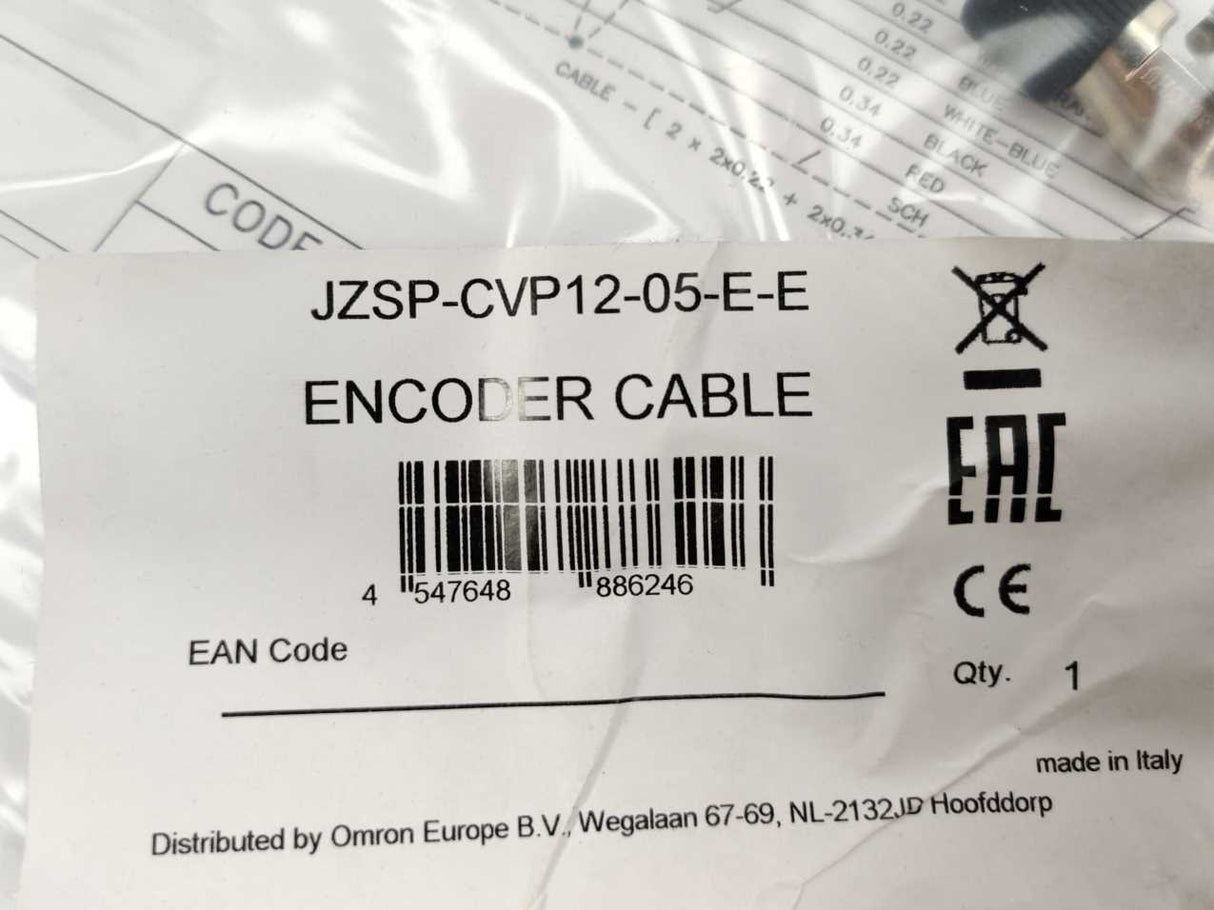 0.22
0.22
0.22 BLUE
0.34 WHITE-BLUE
0.34 BLACK
RED
SCH
CABLE - [ 2 x 2x0.22 + 2x0.34
CODE
JZSP-CVP12-05-E-E
ENCODER CABLE
4 547648 886246
EAN Code
EAC
CE
Qty. 1
made in Italy
Distributed by Omron Europe B.V., Wegalaan 67-69, NL-2132JD Hoofddorp